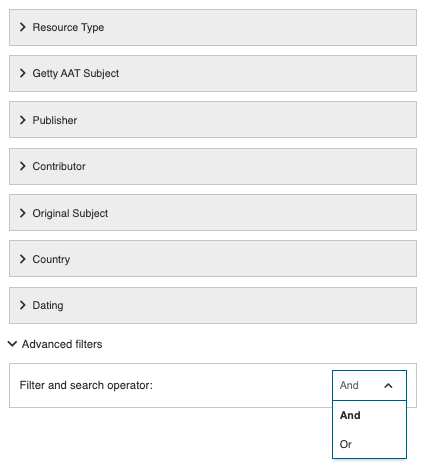 Resource Type
Getty AAT Subject
Publisher
Contributor
Original Subject
Country
Dating
Advanced filters
Filter and search operator: And
And
Or